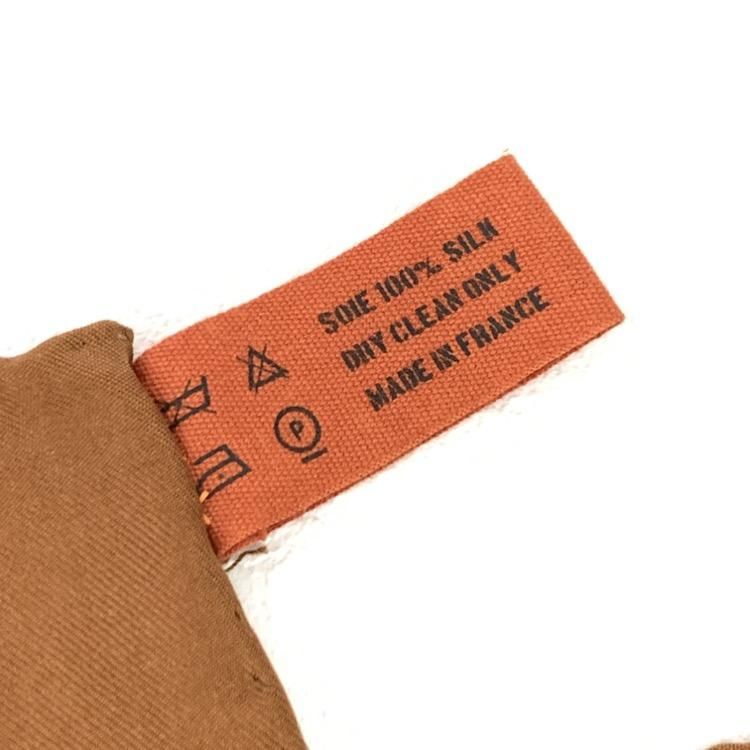 SOIE 100% SILK
DRY CLEAN ONLY
MADE IN FRANCE
P